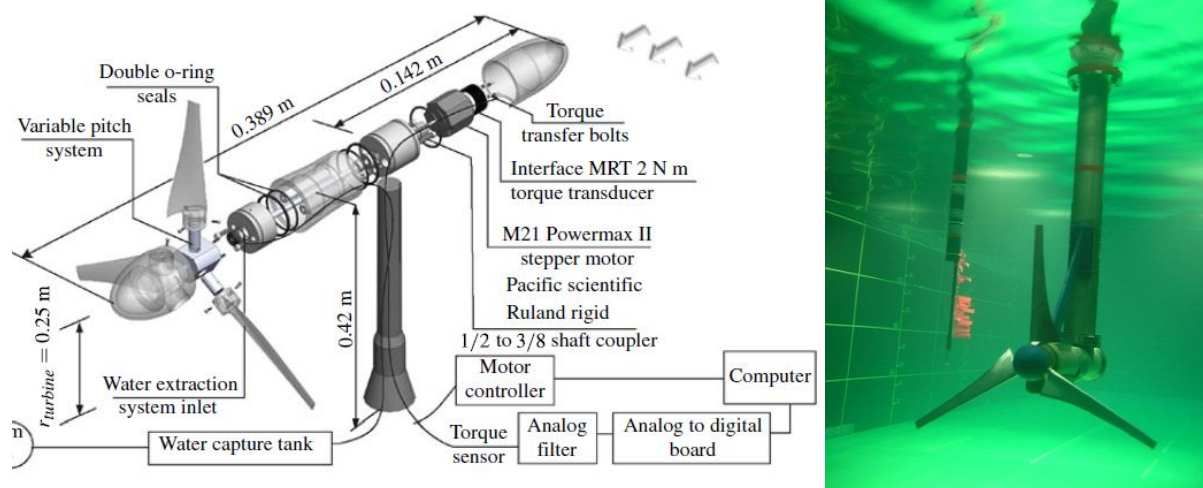 Double o-ring
seals
Variable pitch
system
0.389 m
0.142 m
Torque
transfer bolts
Interface MRT 2 N m
torque transducer
M21 Powermax II
stepper motor
Pacific scientific
Ruland rigid
1/2 to 3/8 shaft coupler
0.42 m
r_turbine = 0.25 m
Water extraction
system inlet
Motor
controller
Computer
m
Water capture tank
Torque
sensor
Analog
filter
Analog to digital
board